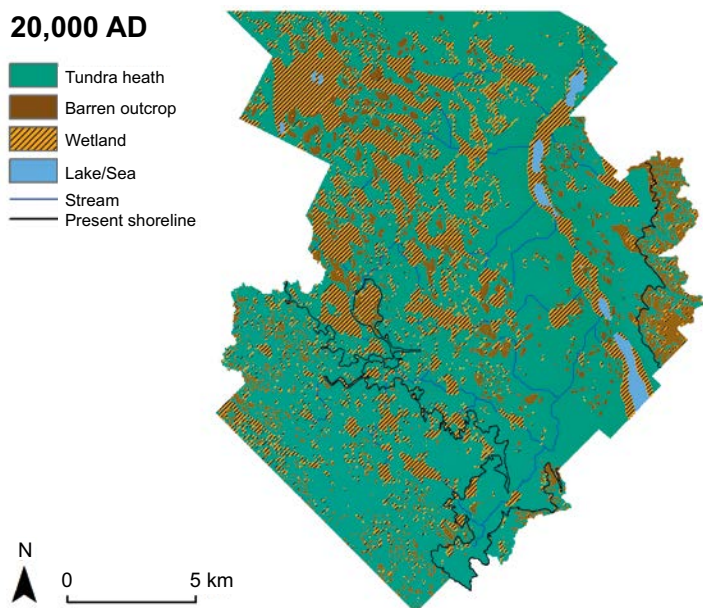 20,000 AD
Tundra heath
Barren outcrop
Wetland
Lake/Sea
Stream
Present shoreline
N
0 5 km